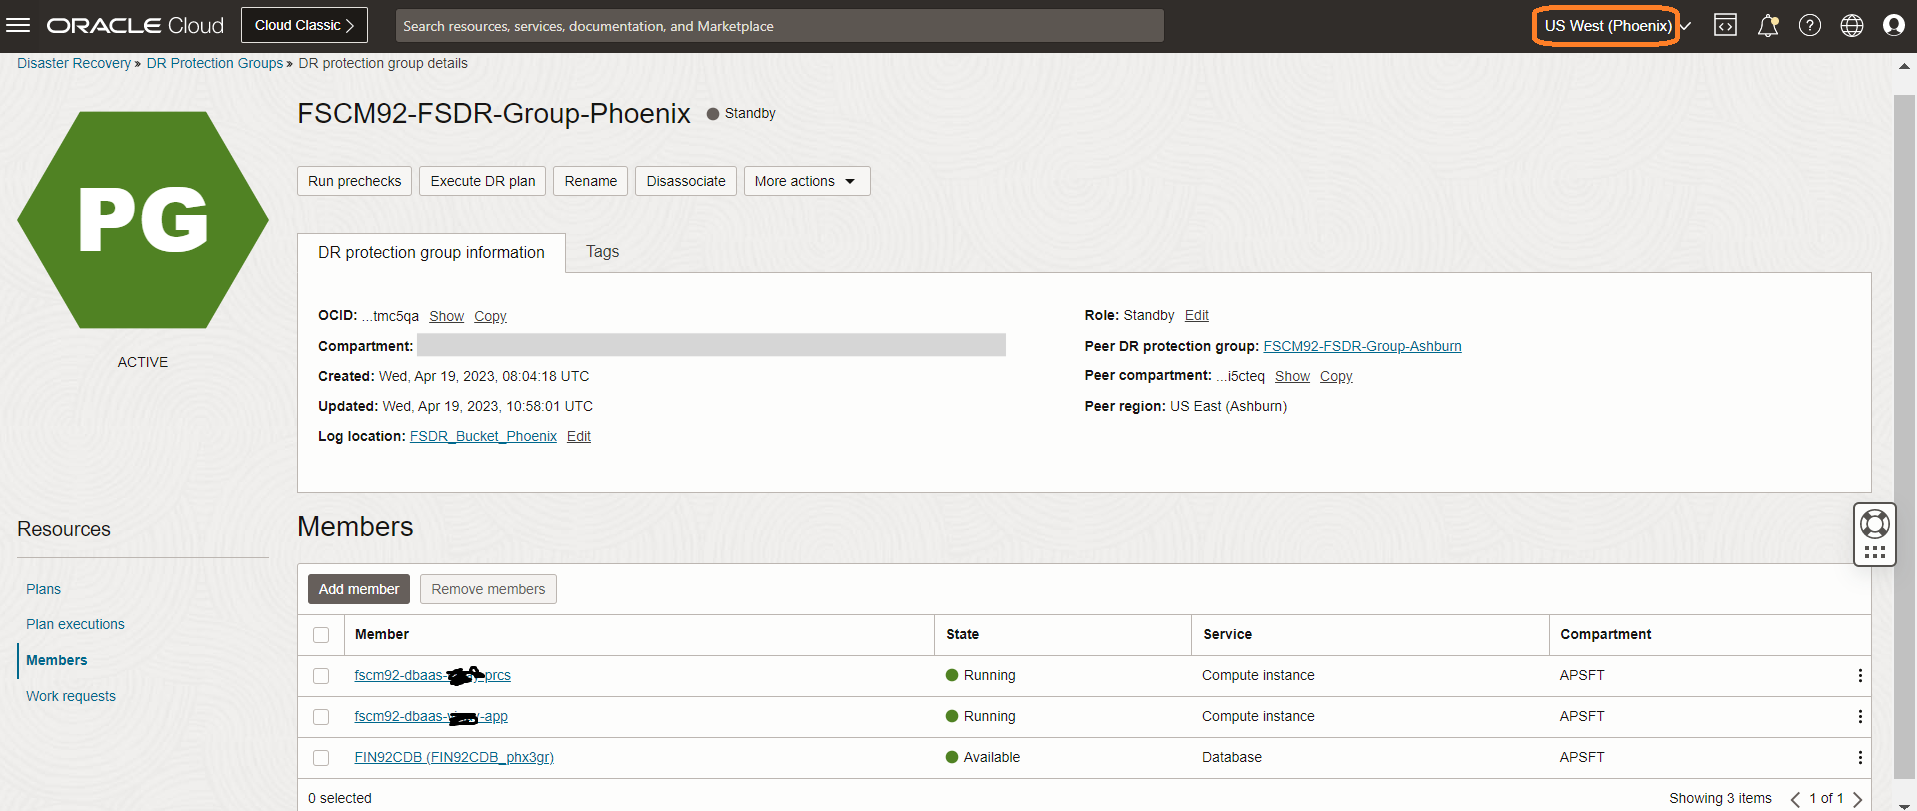 ORACLE Cloud
Cloud Classic
Search resources, services, documentation, and Marketplace
US West (Phoenix)
Disaster Recovery » DR Protection Groups » DR protection group details
PG
ACTIVE
FSCM92-FSDR-Group-Phoenix
Standby
Run prechecks
Execute DR plan
Rename
Disassociate
More actions
DR protection group information
Tags
OCID: ...tmc5qa Show Copy
Compartment:
Created: Wed, Apr 19, 2023, 08:04:18 UTC
Updated: Wed, Apr 19, 2023, 10:58:01 UTC
Log location: FSDR_Bucket_Phoenix Edit
Role: Standby Edit
Peer DR protection group: FSCM92-FSDR-Group-Ashburn
Peer compartment: ...i5cteq Show Copy
Peer region: US East (Ashburn)
Resources
Plans
Plan executions
Members
Work requests
Members
Add member
Remove members
Member State Service Compartment
fscm92-dbaas- -prcs Running Compute instance APSFT
fscm92-dbaas- -app Running Compute instance APSFT
FIN92CDB (FIN92CDB_phx3gr) Available Database APSFT
0 selected
Showing 3 items
1 of 1